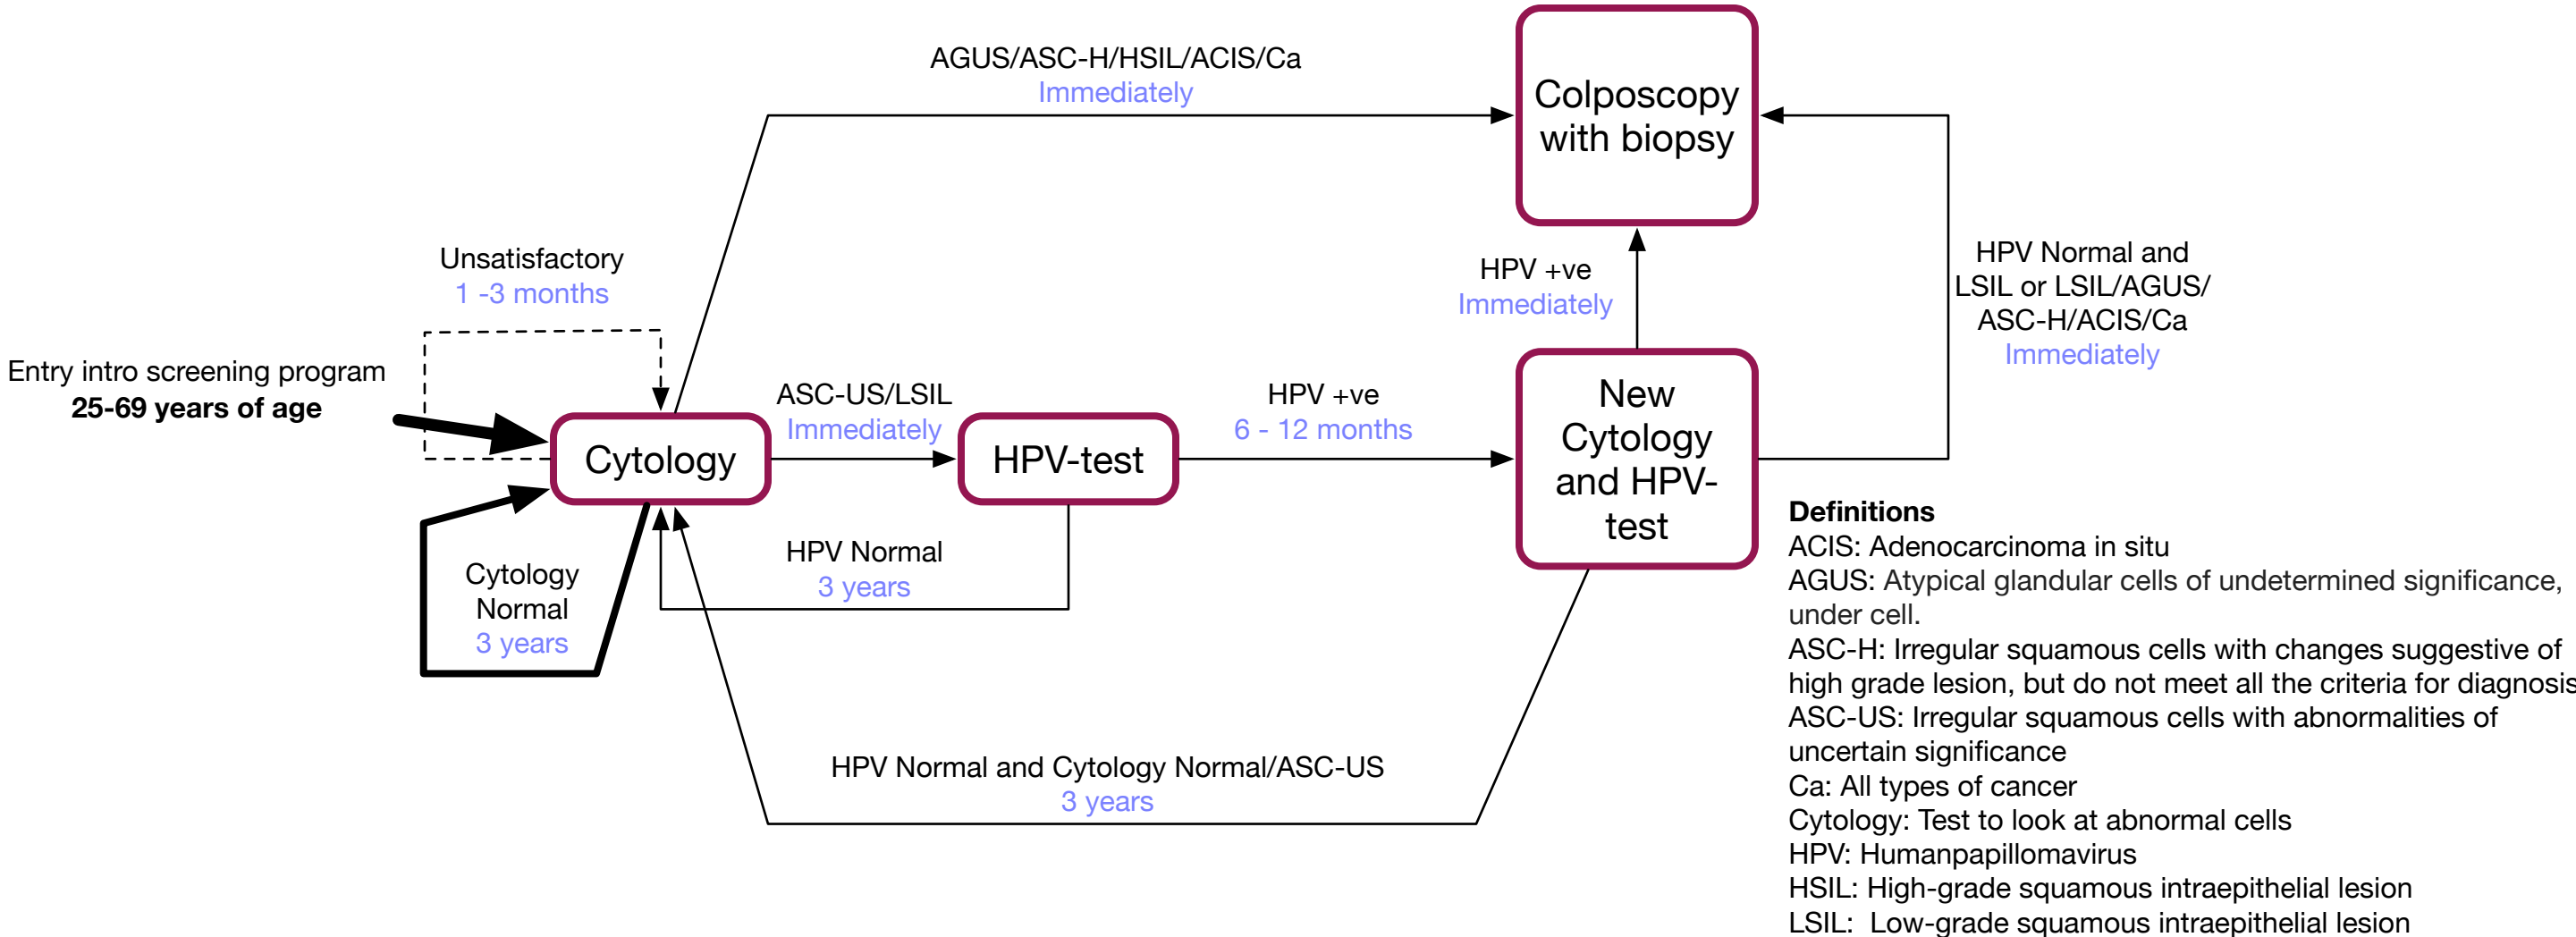 AGUS/ASC-H/HSIL/ACIS/Ca
Immediately
Colposcopy
with biopsy
Unsatisfactory
1 -3 months
HPV +ve
Immediately
HPV Normal and
LSIL or LSIL/AGUS/
ASC-H/ACIS/Ca
Immediately
Entry intro screening program
25-69 years of age
ASC-US/LSIL
Immediately
HPV +ve
6 - 12 months
Cytology
HPV-test
New
Cytology
and HPV-
test
Cytology
Normal
3 years
HPV Normal
3 years
HPV Normal and Cytology Normal/ASC-US
3 years
Definitions
ACIS: Adenocarcinoma in situ
AGUS: Atypical glandular cells of undetermined significance,
under cell.
ASC-H: Irregular squamous cells with changes suggestive of
high grade lesion, but do not meet all the criteria for diagnosis
ASC-US: Irregular squamous cells with abnormalities of
uncertain significance
Ca: All types of cancer
Cytology: Test to look at abnormal cells
HPV: Humanpapillomavirus
HSIL: High-grade squamous intraepithelial lesion
LSIL: Low-grade squamous intraepithelial lesion